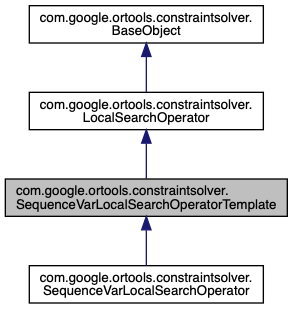 com.google.ortools.constraintsolver.
BaseObject
com.google.ortools.constraintsolver.
LocalSearchOperator
com.google.ortools.constraintsolver.
SequenceVarLocalSearchOperatorTemplate
com.google.ortools.constraintsolver.
SequenceVarLocalSearchOperator